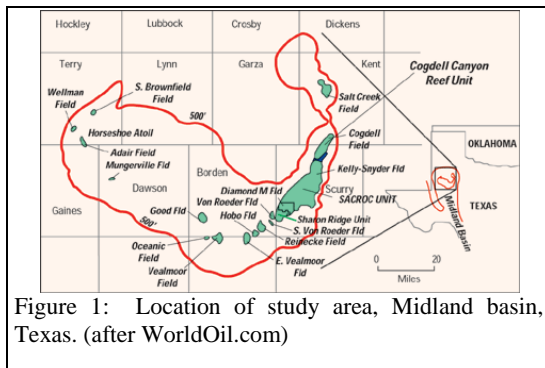 Hockley Lubbock Crosby Dickens
Terry Lynn Garza Kent
Cogdell Canyon
Reef Unit
Wellman
Field
S. Brownfield
Field
500'
Salt Creek
Field
Horseshoe Atoll
Cogdell
Field
OKLAHOMA
Adair Field
Mungerville Fld
Borden
Kelly-Snyder Fld
Dawson
Diamond M Fld
Scurry
Von Roeder Fld
SACROC UNIT
TEXAS
Gaines
Good Fld
Hobo Fld
Sharon Ridge Unit
Midland Basin
500'
S. Von Roeder Fld
Reinecke Field
Oceanic
Field
Vealmoor
Field
E. Vealmoor
Fld
0 20
Miles
Figure 1: Location of study area, Midland basin,
Texas. (after WorldOil.com)